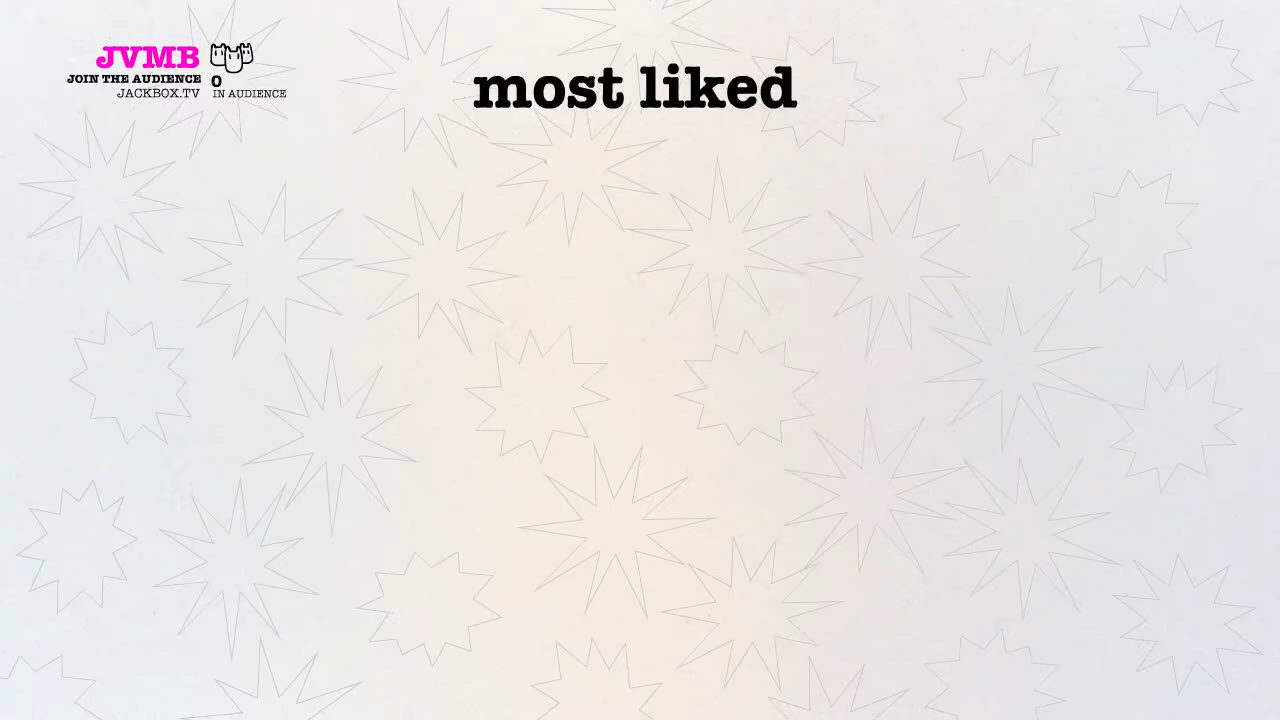 JVMB
JOIN THE AUDIENCE
JACKBOX.TV
0
IN AUDIENCE
most liked